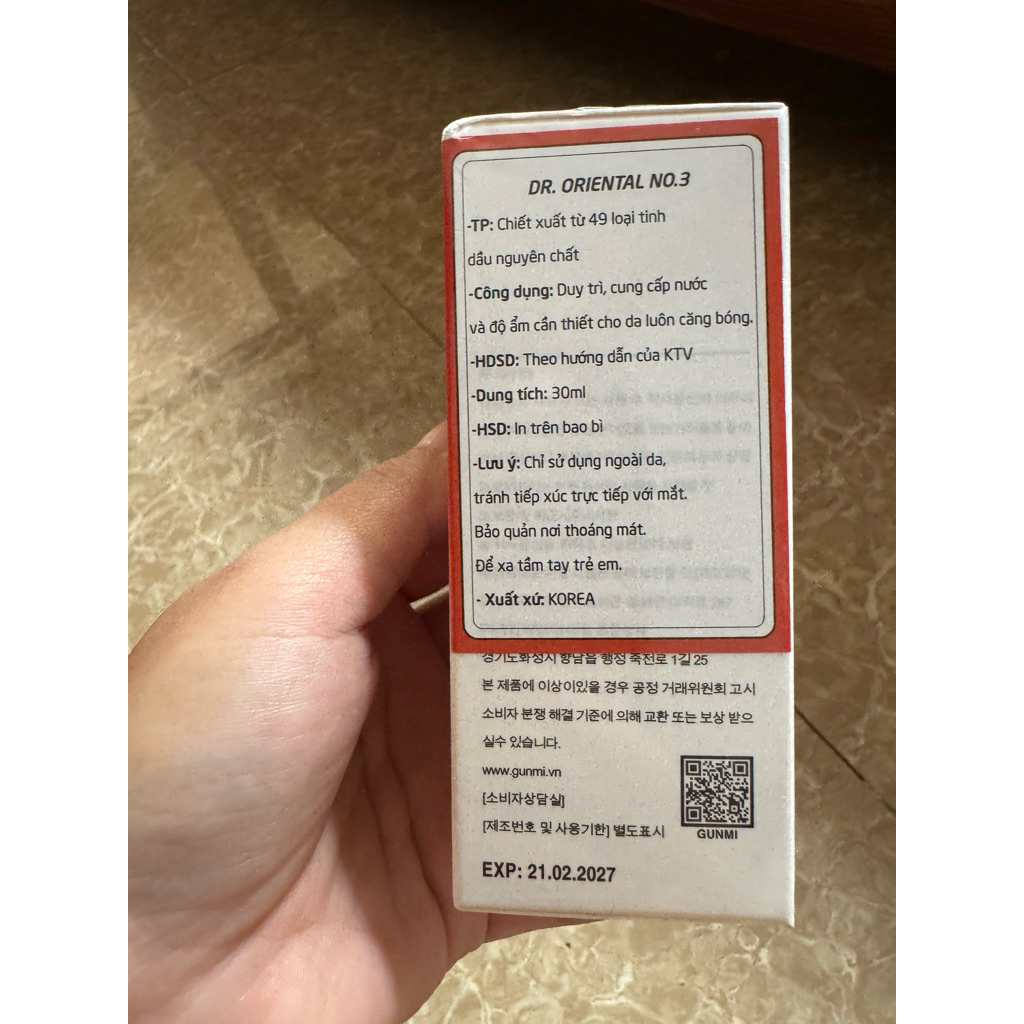 DR. ORIENTAL NO.3
-TP: Chiết xuất từ 49 loại tinh
dầu nguyên chất
-Công dụng: Duy trì, cung cấp nước
và độ ẩm cần thiết cho da luôn căng bóng.
-HDSD: Theo hướng dẫn của KTV
-Dung tích: 30ml
-HSD: In trên bao bì
-Lưu ý: Chỉ sử dụng ngoài da,
tránh tiếp xúc trực tiếp với mắt.
Bảo quản nơi thoáng mát.
Để xa tầm tay trẻ em.
- Xuất xứ: KOREA
경기도화성시 향남읍 행정 죽전로 1길 25
본 제품에 이상이있을 경우 공정 거래위원회 고시
소비자 분쟁 해결 기준에 의해 교환 또는 보상 받으
실수 있습니다.
www.gunmi.vn
[소비자상담실]
[제조번호 및 사용기한] 별도표시
GUNMI
EXP: 21.02.2027